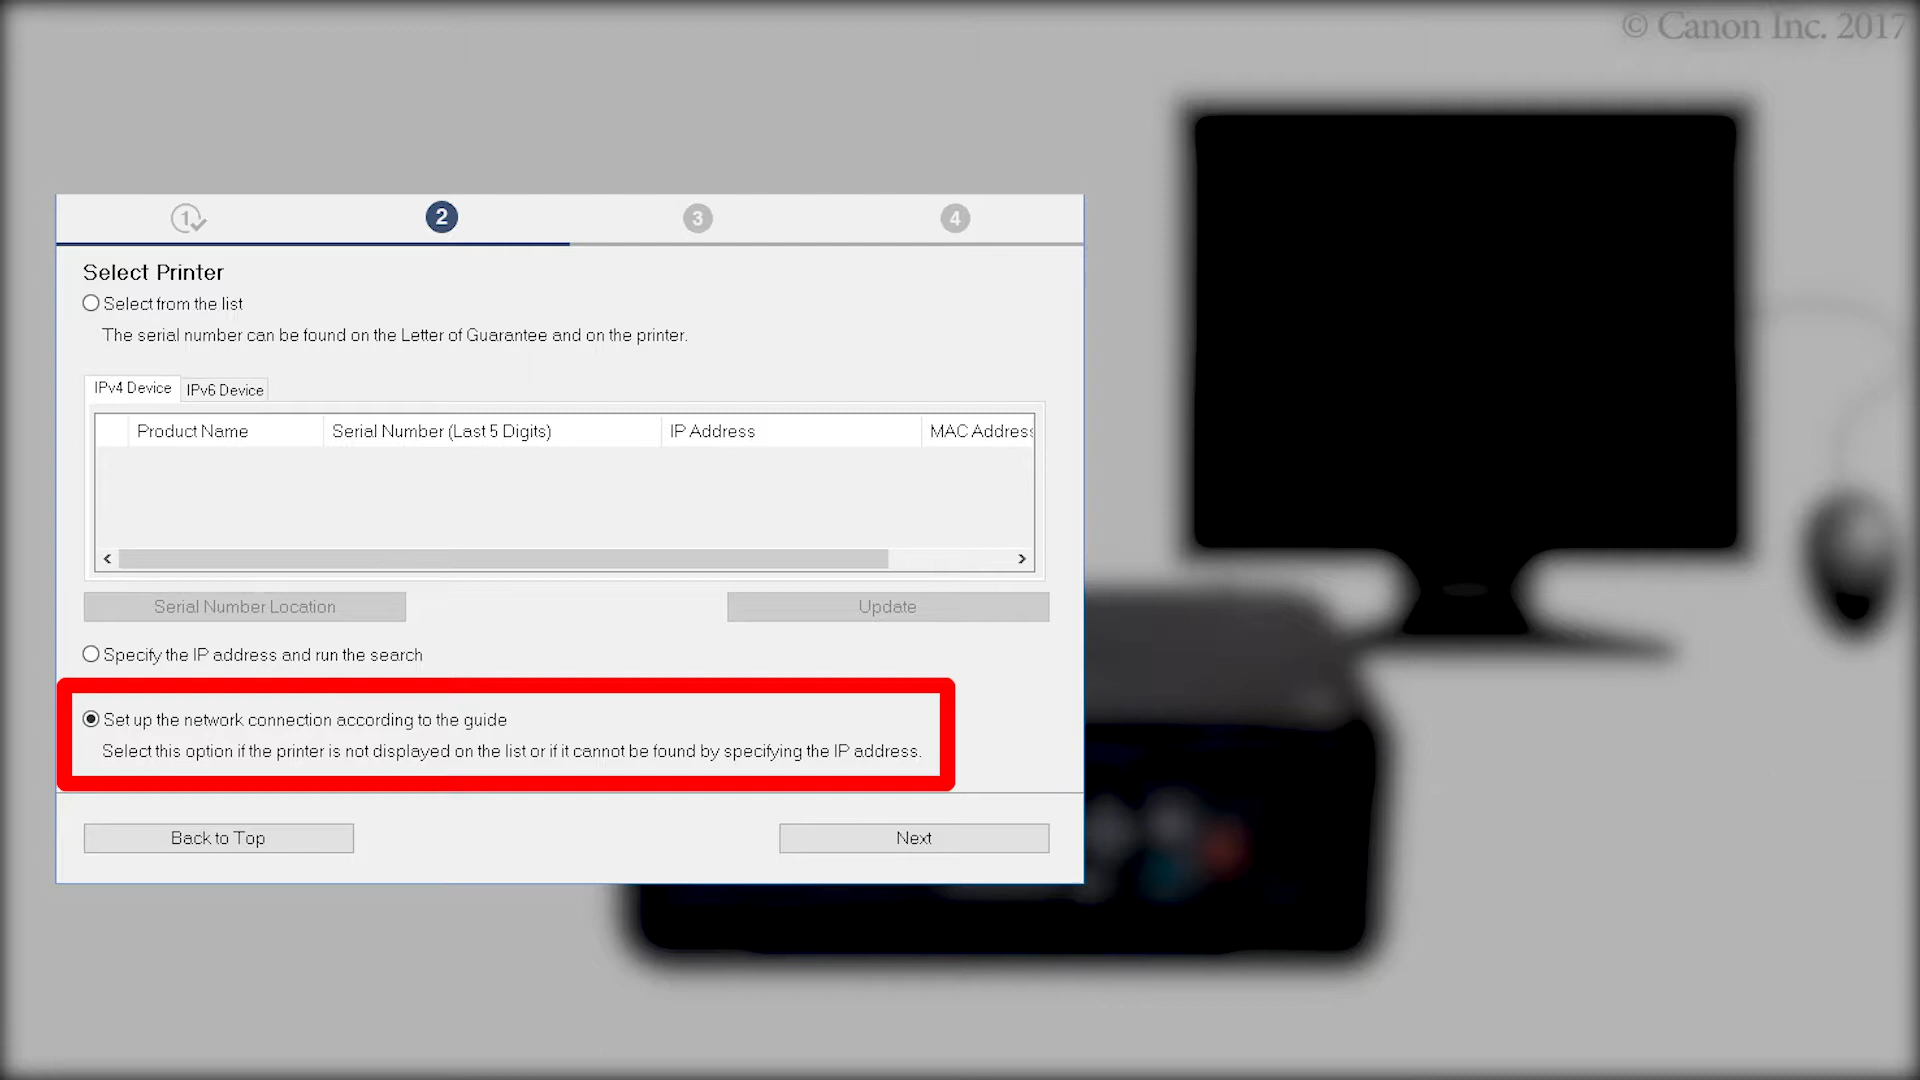 © Canon Inc. 2017
1 2 3 4
Select Printer
Select from the list
The serial number can be found on the Letter of Guarantee and on the printer.
IPv4 Device IPv6 Device
Product Name Serial Number (Last 5 Digits) IP Address MAC Address
Serial Number Location Update
Specify the IP address and run the search
Set up the network connection according to the guide
Select this option if the printer is not displayed on the list or if it cannot be found by specifying the IP address.
Back to Top Next